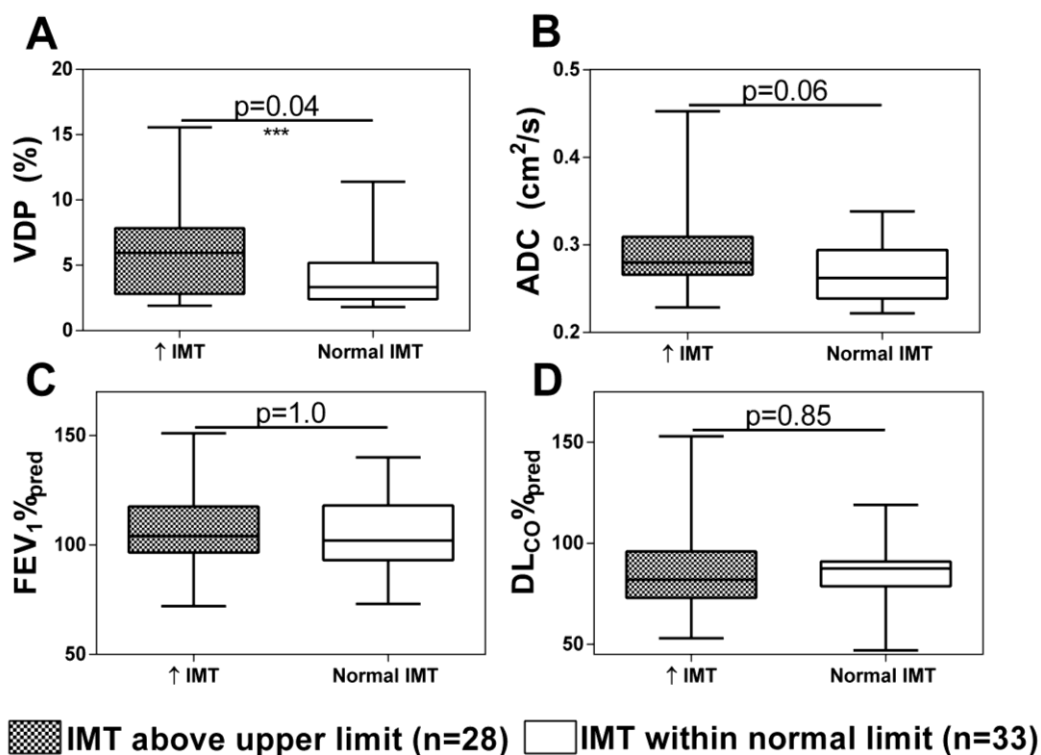 A
VDP (%)
20
15
10
5
0
p=0.04
***
↑ IMT
Normal IMT
B
ADC (cm²/s)
0.5
0.4
0.3
0.2
p=0.06
↑ IMT
Normal IMT
C
FEV₁%pred
150
100
50
p=1.0
↑ IMT
Normal IMT
D
DLCO%pred
150
100
50
p=0.85
↑ IMT
Normal IMT
IMT above upper limit (n=28)
IMT within normal limit (n=33)